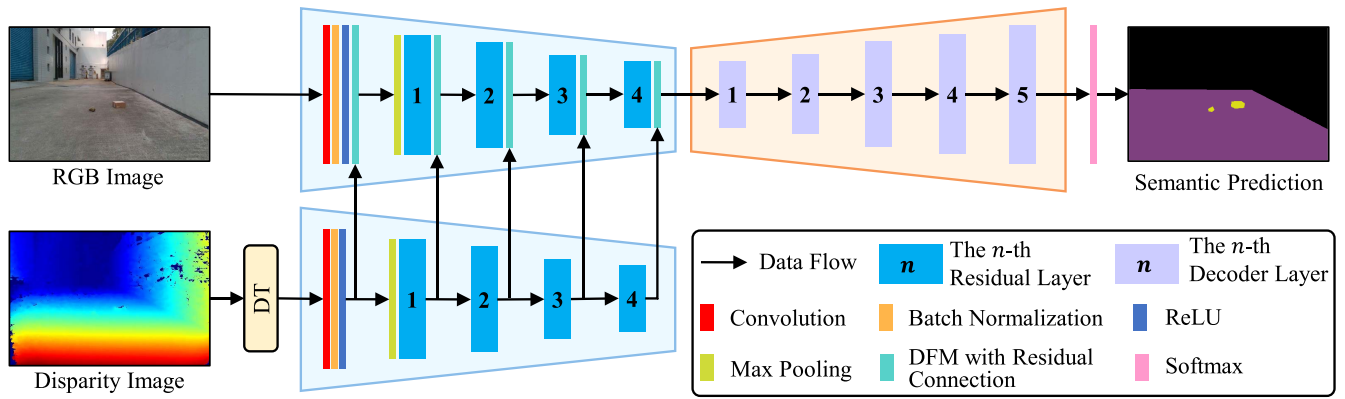 1
2
3
4
1
2
3
4
5
RGB Image
Semantic Prediction
DT
1
2
3
4
Disparity Image
Data Flow
n
The n-th
Residual Layer
n
The n-th
Decoder Layer
Convolution
Batch Normalization
ReLU
Max Pooling
DFM with Residual
Connection
Softmax